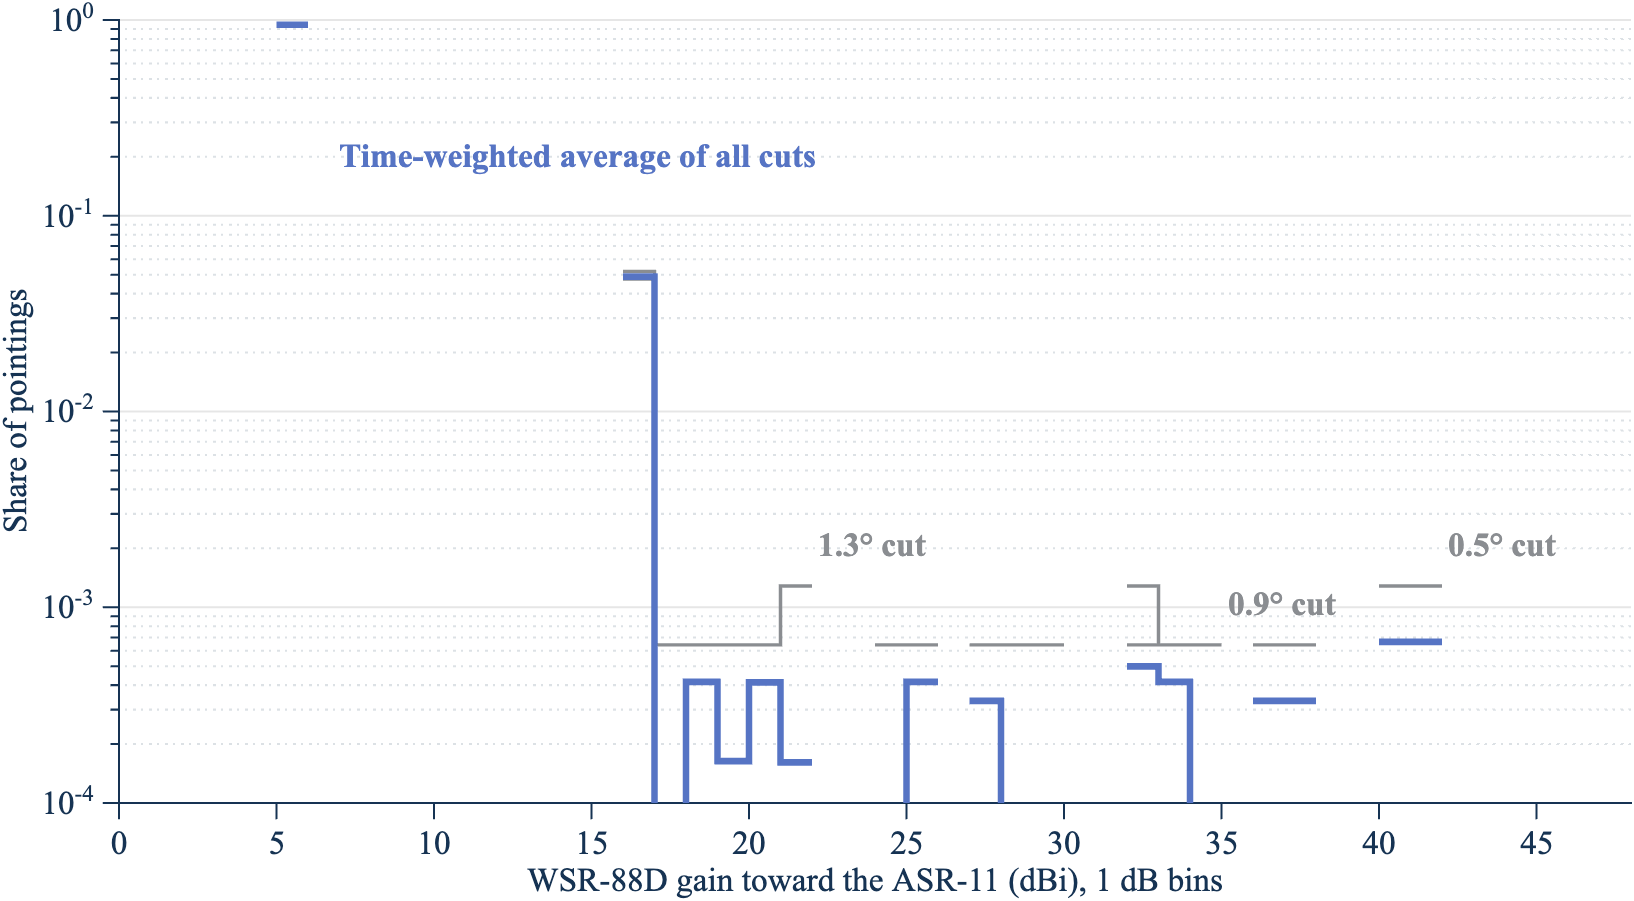 10^0
Time-weighted average of all cuts
10^-1
Share of pointings
10^-2
1.3° cut
0.5° cut
10^-3
0.9° cut
10^-4
0 5 10 15 20 25 30 35 40 45
WSR-88D gain toward the ASR-11 (dBi), 1 dB bins